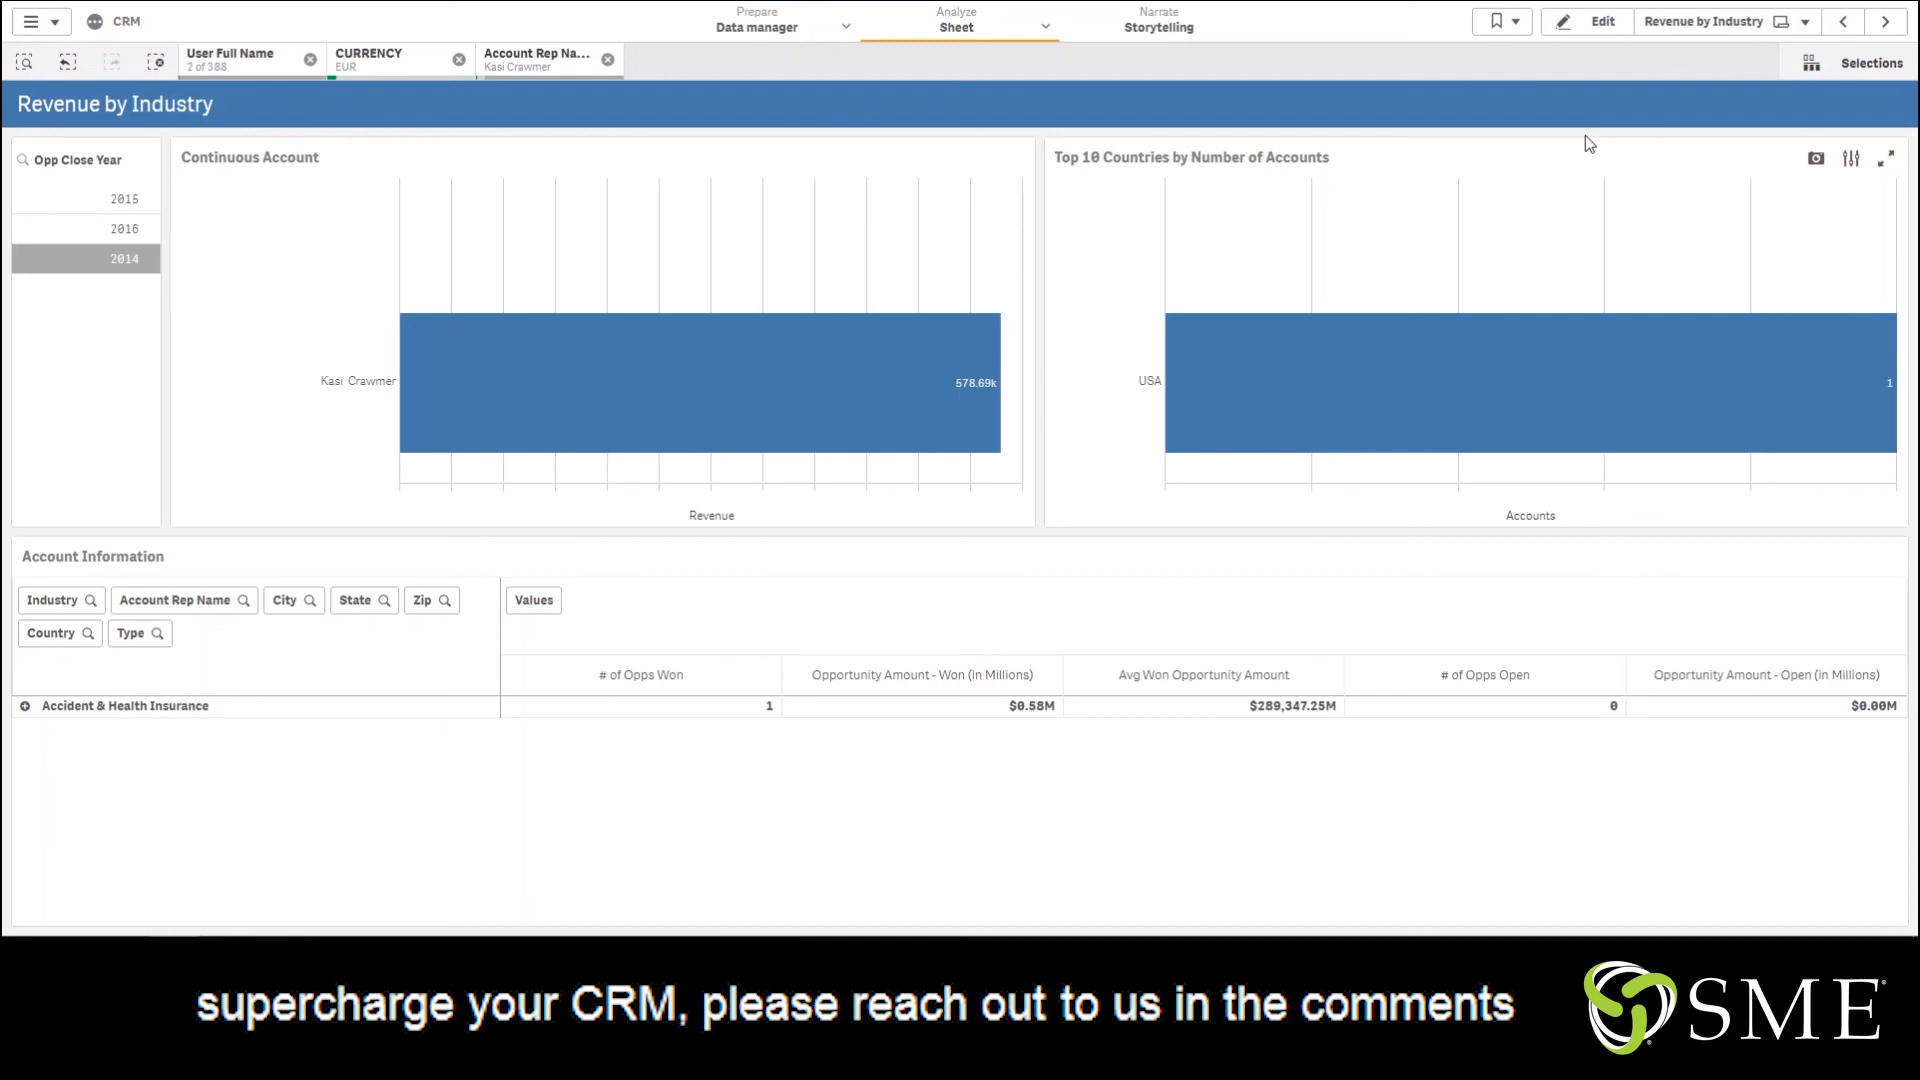 CRM
Prepare
Data manager
Analyze
Sheet
Narrate
Storytelling
Edit
Revenue by Industry
User Full Name
2 of 388
CURRENCY
EUR
Account Rep Na...
Kasi Crawmer
Selections
Revenue by Industry
Opp Close Year
2015
2016
2014
Continuous Account
Kasi Crawmer
578.69k
Revenue
Top 10 Countries by Number of Accounts
USA
1
Accounts
Account Information
Industry
Account Rep Name
City
State
Zip
Country
Type
Values
# of Opps Won
Opportunity Amount - Won (in Millions)
Avg Won Opportunity Amount
# of Opps Open
Opportunity Amount - Open (in Millions)
Accident & Health Insurance
1
$0.58M
$289,347.25M
0
$0.00M
supercharge your CRM, please reach out to us in the comments
SME